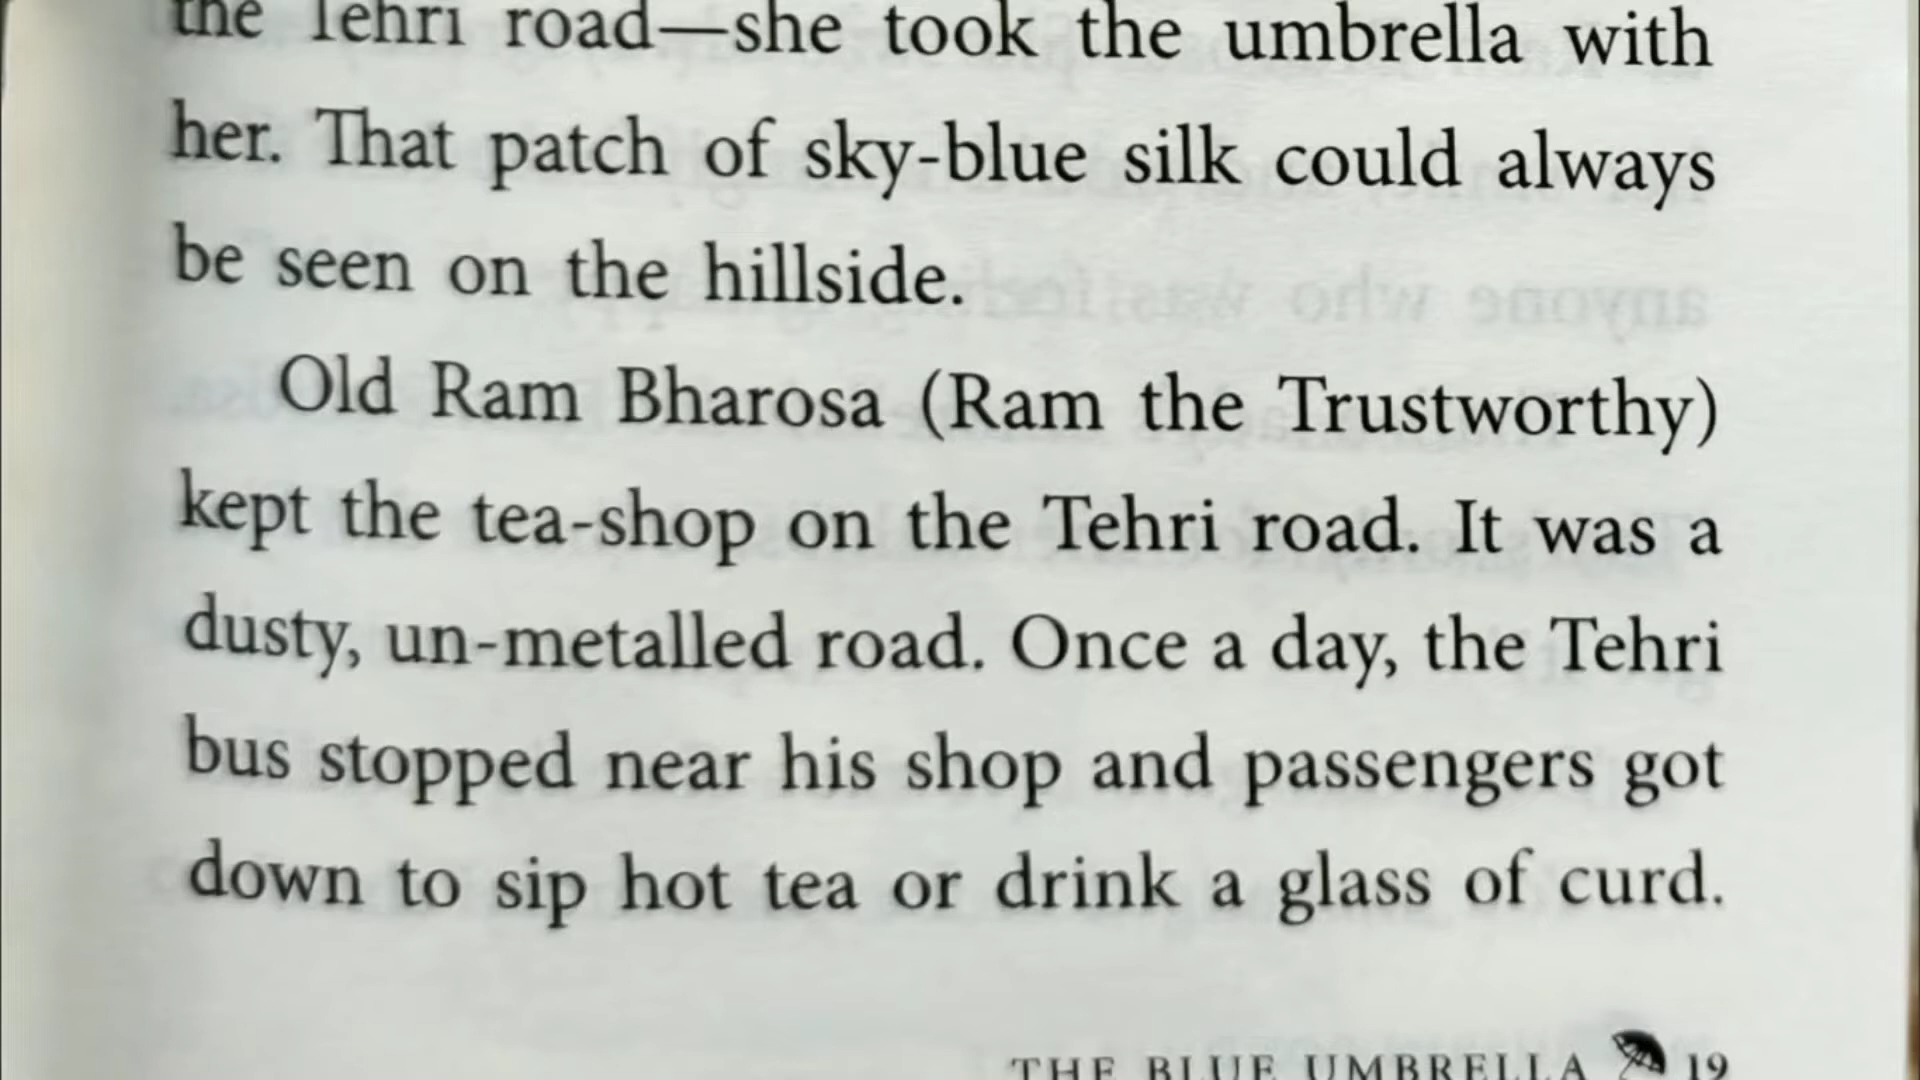 the Tehri road—she took the umbrella with
her. That patch of sky-blue silk could always
be seen on the hillside.
Old Ram Bharosa (Ram the Trustworthy)
kept the tea-shop on the Tehri road. It was a
dusty, un-metalled road. Once a day, the Tehri
bus stopped near his shop and passengers got
down to sip hot tea or drink a glass of curd.
THE BLUE UMBRELLA 19